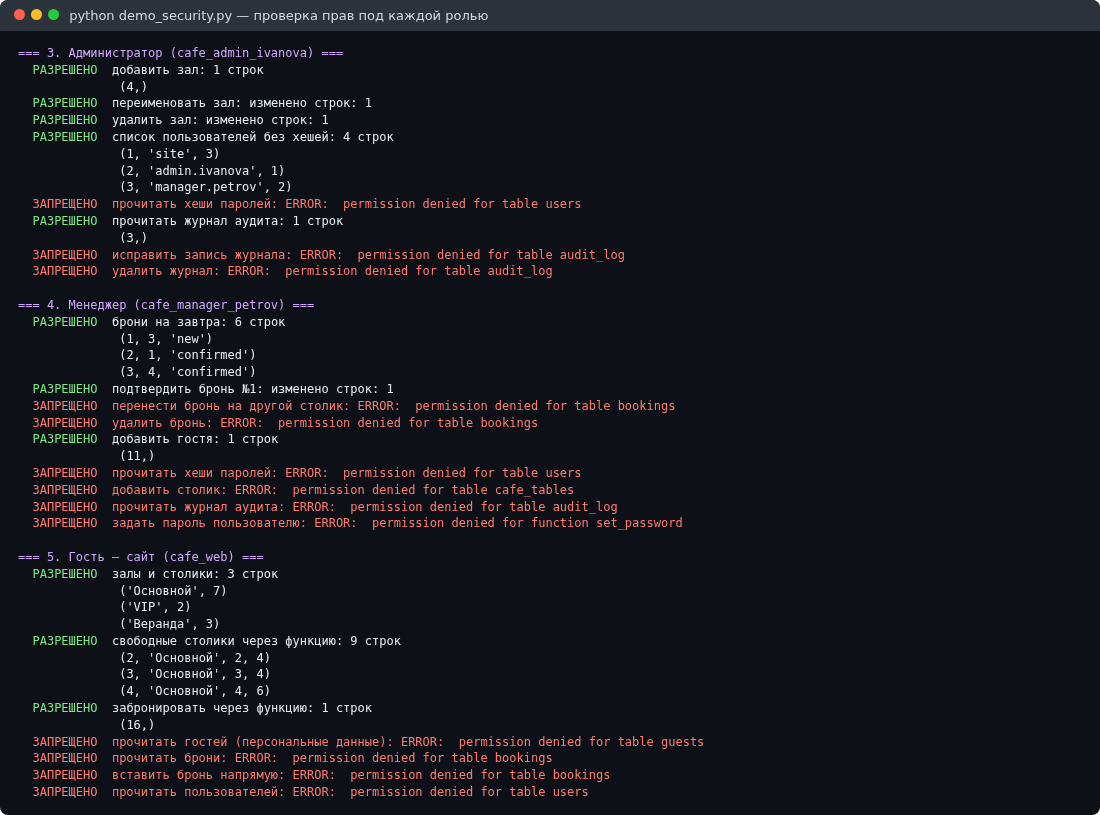 python demo_security.py — проверка прав под каждой ролью
=== 3. Администратор (cafe_admin_ivanova) ===
РАЗРЕШЕНО  добавить зал: 1 строк
(4,)
РАЗРЕШЕНО  переименовать зал: изменено строк: 1
РАЗРЕШЕНО  удалить зал: изменено строк: 1
РАЗРЕШЕНО  список пользователей без хешей: 4 строк
(1, 'site', 3)
(2, 'admin.ivanova', 1)
(3, 'manager.petrov', 2)
ЗАПРЕЩЕНО  прочитать хеши паролей: ERROR:  permission denied for table users
РАЗРЕШЕНО  прочитать журнал аудита: 1 строк
(3,)
ЗАПРЕЩЕНО  исправить запись журнала: ERROR:  permission denied for table audit_log
ЗАПРЕЩЕНО  удалить журнал: ERROR:  permission denied for table audit_log
=== 4. Менеджер (cafe_manager_petrov) ===
РАЗРЕШЕНО  брони на завтра: 6 строк
(1, 3, 'new')
(2, 1, 'confirmed')
(3, 4, 'confirmed')
РАЗРЕШЕНО  подтвердить бронь №1: изменено строк: 1
ЗАПРЕЩЕНО  перенести бронь на другой столик: ERROR:  permission denied for table bookings
ЗАПРЕЩЕНО  удалить бронь: ERROR:  permission denied for table bookings
РАЗРЕШЕНО  добавить гостя: 1 строк
(11,)
ЗАПРЕЩЕНО  прочитать хеши паролей: ERROR:  permission denied for table users
ЗАПРЕЩЕНО  добавить столик: ERROR:  permission denied for table cafe_tables
ЗАПРЕЩЕНО  прочитать журнал аудита: ERROR:  permission denied for table audit_log
ЗАПРЕЩЕНО  задать пароль пользователю: ERROR:  permission denied for function set_password
=== 5. Гость — сайт (cafe_web) ===
РАЗРЕШЕНО  залы и столики: 3 строк
('Основной', 7)
('VIP', 2)
('Веранда', 3)
РАЗРЕШЕНО  свободные столики через функцию: 9 строк
(2, 'Основной', 2, 4)
(3, 'Основной', 3, 4)
(4, 'Основной', 4, 6)
РАЗРЕШЕНО  забронировать через функцию: 1 строк
(16,)
ЗАПРЕЩЕНО  прочитать гостей (персональные данные): ERROR:  permission denied for table guests
ЗАПРЕЩЕНО  прочитать брони: ERROR:  permission denied for table bookings
ЗАПРЕЩЕНО  вставить бронь напрямую: ERROR:  permission denied for table bookings
ЗАПРЕЩЕНО  прочитать пользователей: ERROR:  permission denied for table users